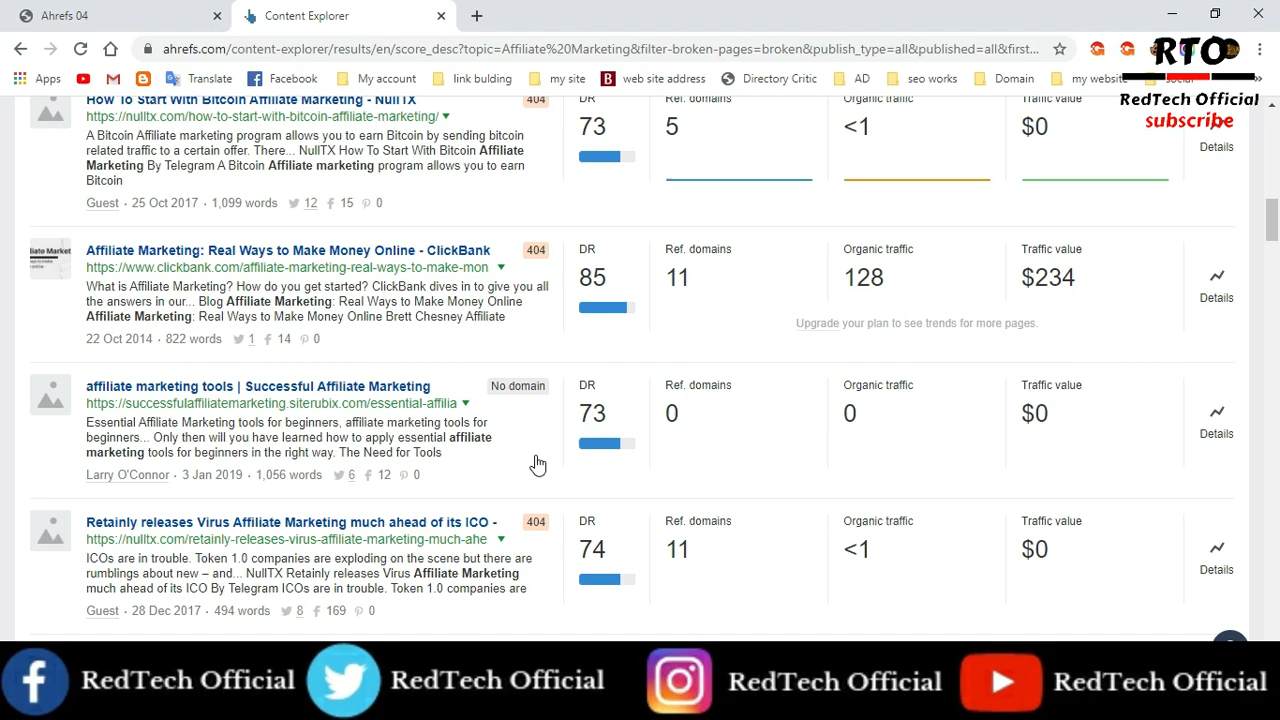 Ahrefs 04
Content Explorer
ahrefs.com/content-explorer/results/en/score_desc?topic=Affiliate%20Marketing&filter-broken-pages=broken&publish_type=all&published=all&first...
Apps
Translate
Facebook
My account
link bulding
my site
B web site address
Directory Critic
AD
seo works
Domain
my website
social
RTO
RedTech Official
subscribe
How To Start With Bitcoin Affiliate Marketing - NullTX
404
DR
Ref. domains
Organic traffic
Traffic value
https://nulltx.com/how-to-start-with-bitcoin-affiliate-marketing/
73
5
<1
$0
Details
A Bitcoin Affiliate marketing program allows you to earn Bitcoin by sending bitcoin
related traffic to a certain offer. There... NullTX How To Start With Bitcoin Affiliate
Marketing By Telegram A Bitcoin Affiliate marketing program allows you to earn
Bitcoin
Guest · 25 Oct 2017 · 1,099 words 12 15 0
Affiliate Marketing: Real Ways to Make Money Online - ClickBank
404
DR
Ref. domains
Organic traffic
Traffic value
https://www.clickbank.com/affiliate-marketing-real-ways-to-make-mon
85
11
128
$234
Details
What is Affiliate Marketing? How do you get started? ClickBank dives in to give you all
the answers in our... Blog Affiliate Marketing: Real Ways to Make Money Online
Affiliate Marketing: Real Ways to Make Money Online Brett Chesney Affiliate
Upgrade your plan to see trends for more pages.
22 Oct 2014 · 822 words 1 14 0
affiliate marketing tools | Successful Affiliate Marketing
No domain
DR
Ref. domains
Organic traffic
Traffic value
https://successfulaffiliatemarketing.siterubix.com/essential-affilia
73
0
0
$0
Details
Essential Affiliate Marketing tools for beginners, affiliate marketing tools for
beginners... Only then will you have learned how to apply essential affiliate
marketing tools for beginners in the right way. The Need for Tools
Larry O'Connor · 3 Jan 2019 · 1,056 words 6 12 0
Retainly releases Virus Affiliate Marketing much ahead of its ICO -
404
DR
Ref. domains
Organic traffic
Traffic value
https://nulltx.com/retainly-releases-virus-affiliate-marketing-much-ahe
74
11
<1
$0
Details
ICOs are in trouble. Token 1.0 companies are exploding on the scene but there are
rumblings about new – and... NullTX Retainly releases Virus Affiliate Marketing
much ahead of its ICO By Telegram ICOs are in trouble. Token 1.0 companies are
Guest · 28 Dec 2017 · 494 words 8 169 0
RedTech Official
RedTech Official
RedTech Official
RedTech Official